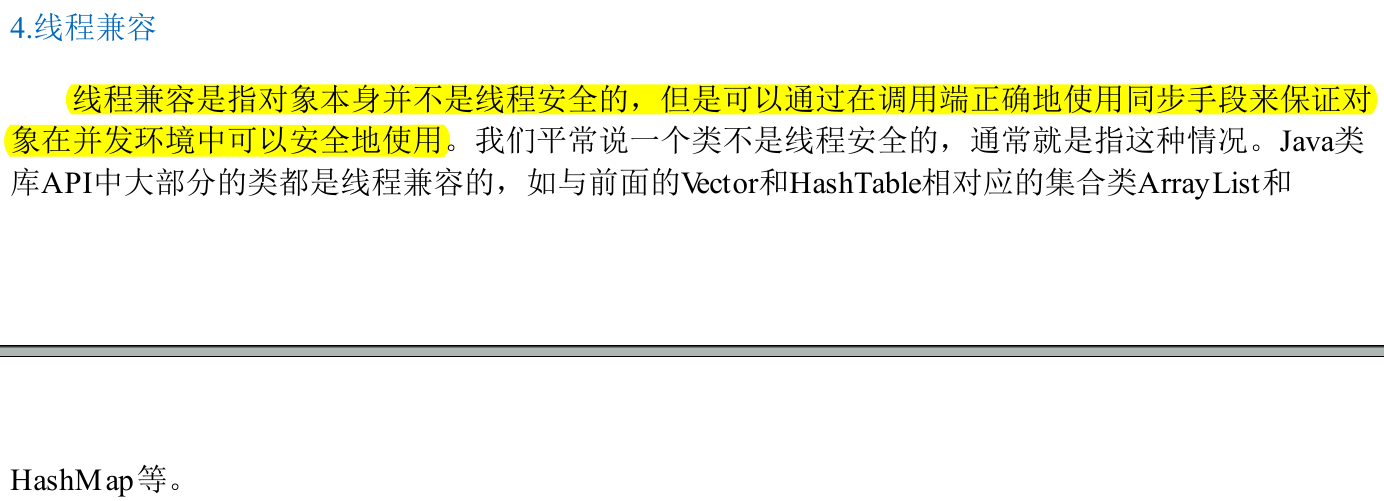 4.线程兼容
线程兼容是指对象本身并不是线程安全的，但是可以通过在调用端正确地使用同步手段来保证对
象在并发环境中可以安全地使用。我们平常说一个类不是线程安全的，通常就是指这种情况。Java类
库API中大部分的类都是线程兼容的，如与前面的Vector和HashTable相对应的集合类ArrayList和
HashMap等。